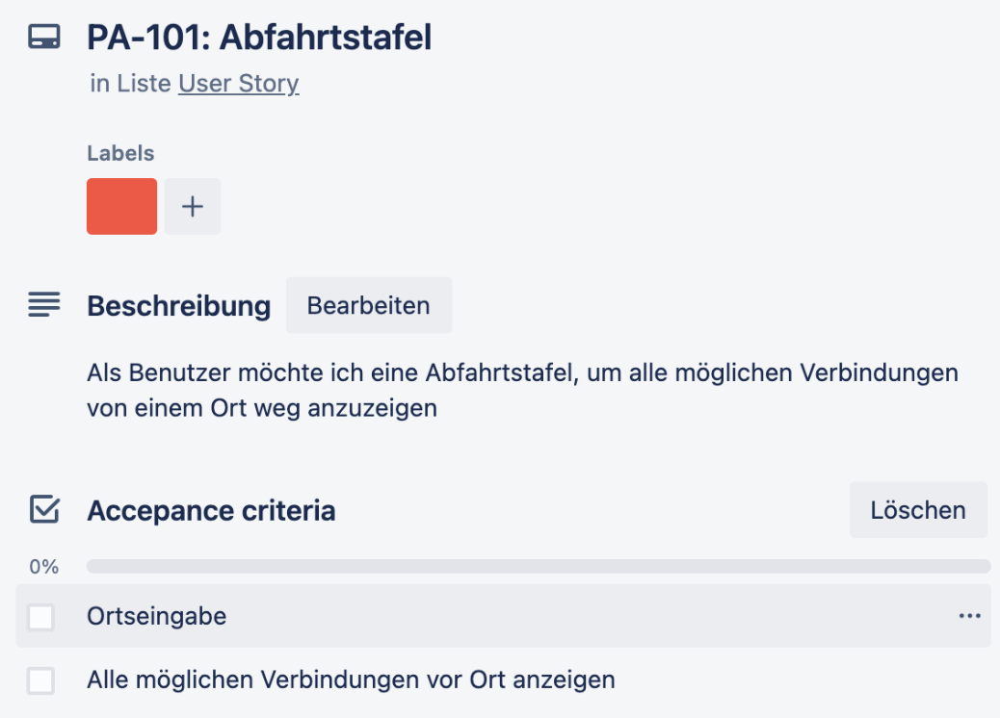 PA-101: Abfahrtstafel
in Liste User Story
Labels
Beschreibung Bearbeiten
Als Benutzer möchte ich eine Abfahrtstafel, um alle möglichen Verbindungen
von einem Ort weg anzuzeigen
Accepance criteria Löschen
0%
Ortseingabe
Alle möglichen Verbindungen vor Ort anzeigen